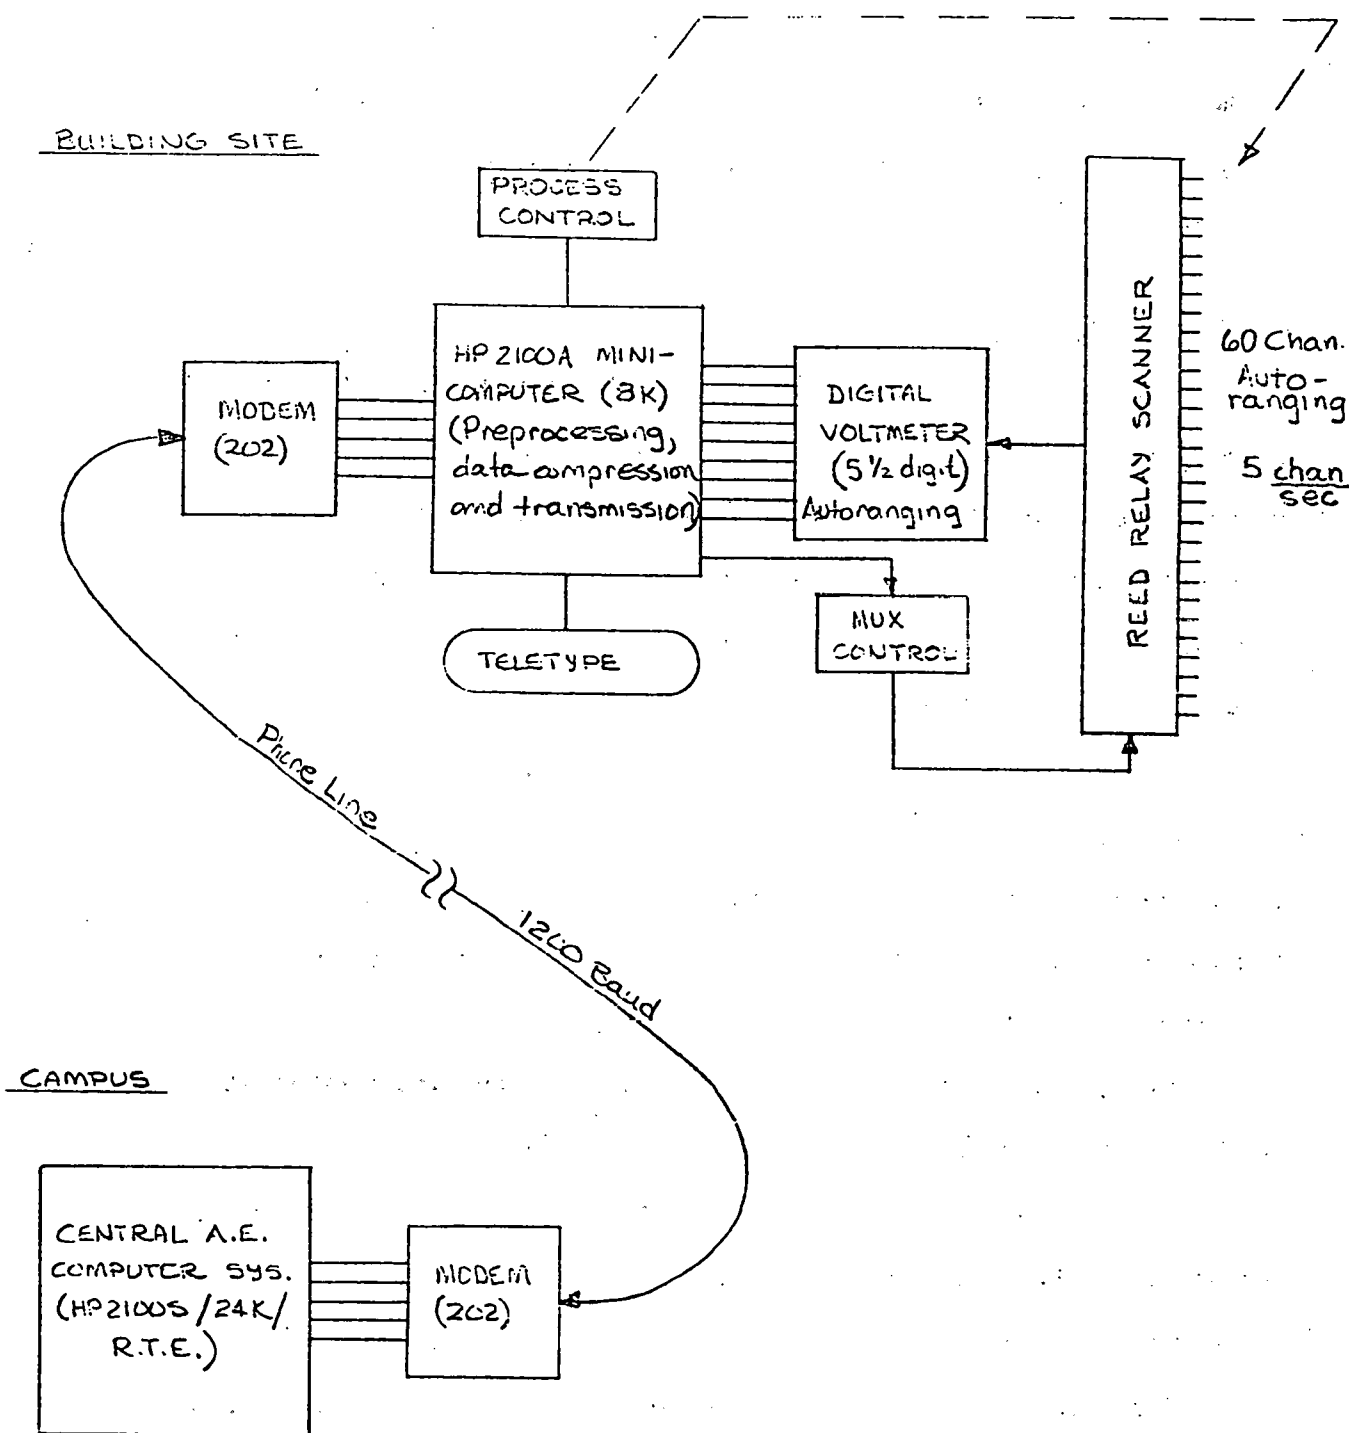 BUILDING SITE
PROCESS
CONTROL
HP 2100A MINI-
COMPUTER (8K)
(Preprocessing,
data compression
and transmission)
MODEM
(202)
DIGITAL
VOLTMETER
(5 1/2 digit)
Autoranging
REED RELAY SCANNER
60 Chan.
Auto-
ranging
5 chan
sec
MUX
CONTROL
TELETYPE
Phone Line
1200 Baud
CAMPUS
CENTRAL A.E.
COMPUTER SYS.
(HP2100S/24K/
R.T.E.)
MODEM
(202)